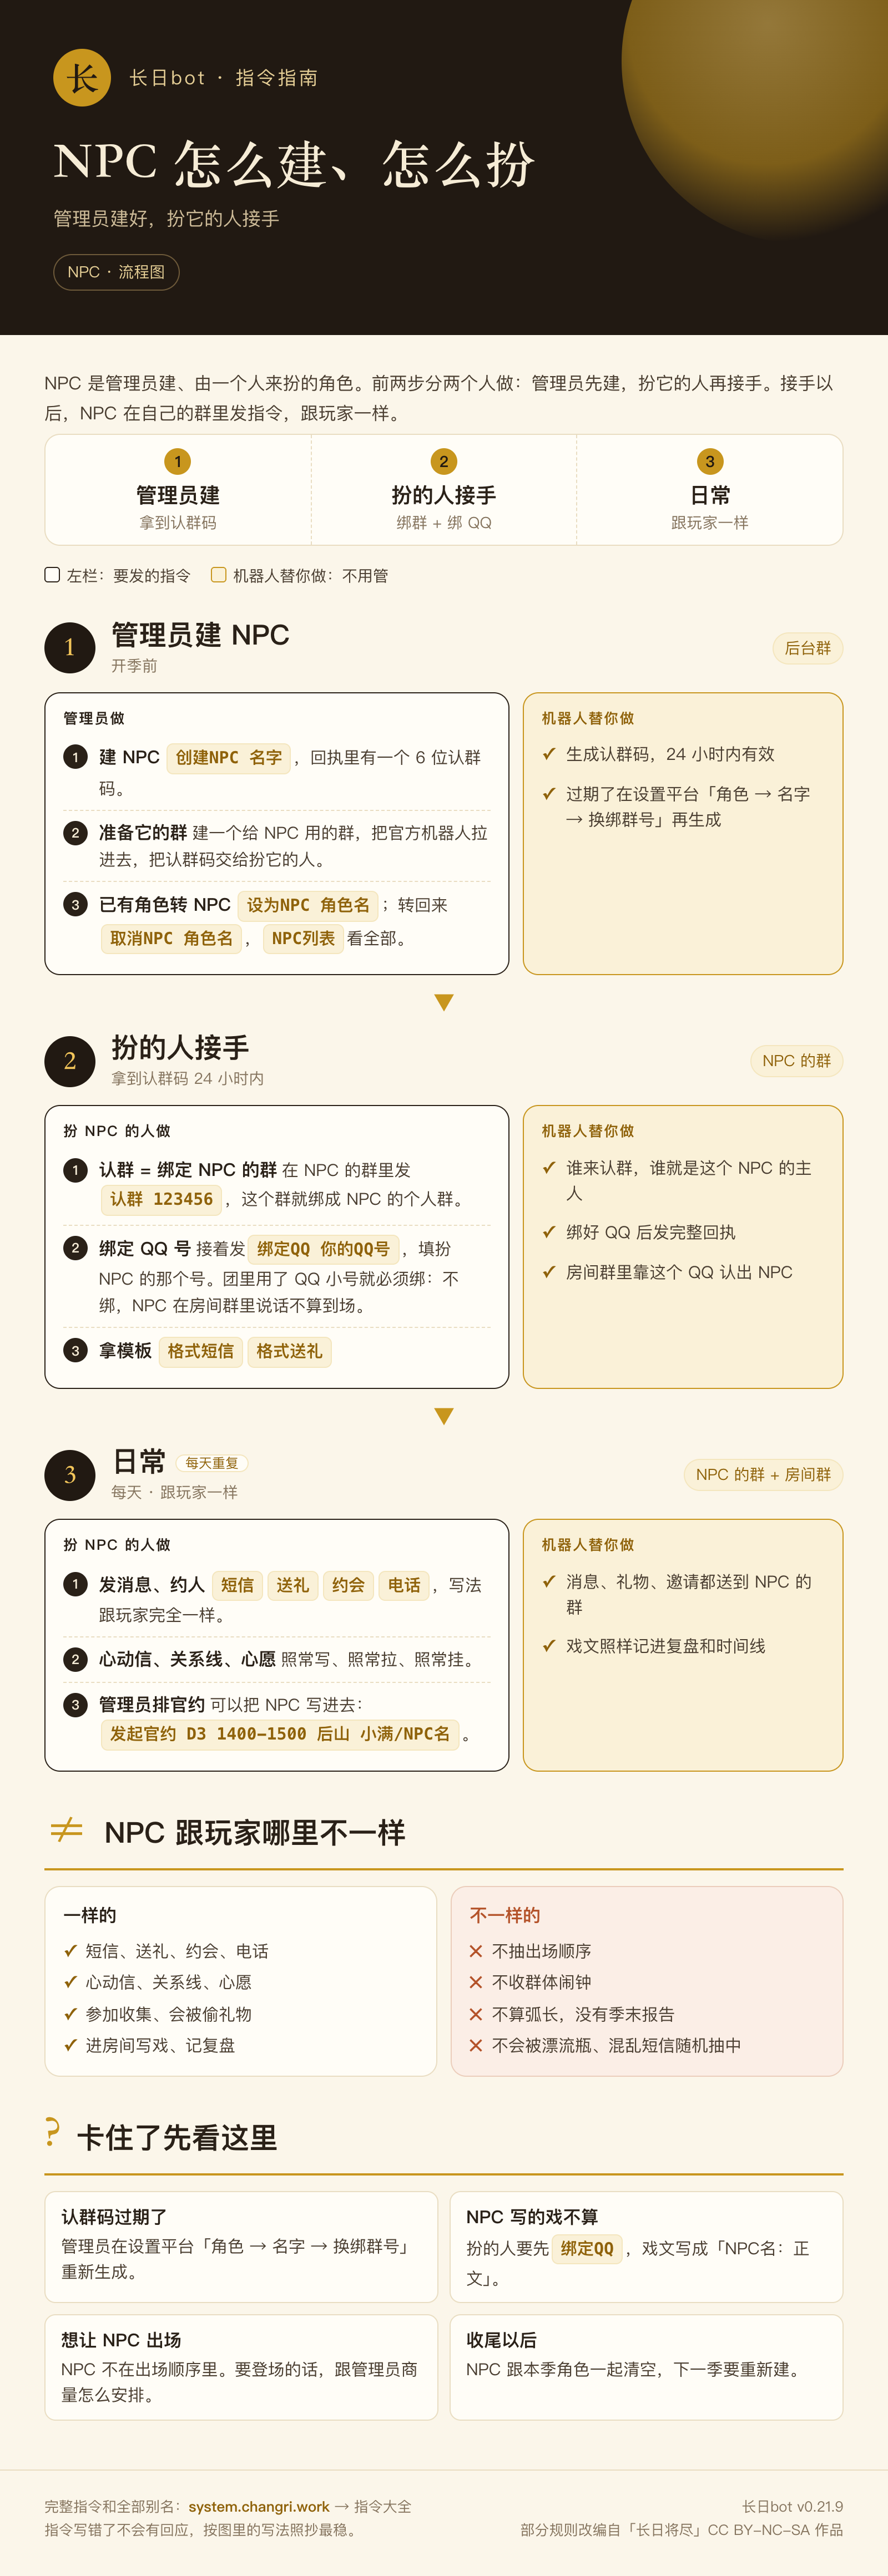 长
长日bot · 指令指南
NPC 怎么建、怎么扮
管理员建好，扮它的人接手
NPC · 流程图
NPC 是管理员建、由一个人来扮的角色。前两步分两个人做：管理员先建，扮它的人再接手。接手以
后，NPC 在自己的群里发指令，跟玩家一样。
1
管理员建
拿到认群码
2
扮的人接手
绑群 + 绑 QQ
3
日常
跟玩家一样
左栏：要发的指令
机器人替你做：不用管
1
管理员建 NPC
开季前
后台群
管理员做
1 建 NPC 创建NPC 名字，回执里有一个 6 位认群
码。
2 准备它的群 建一个给 NPC 用的群，把官方机器人拉
进去，把认群码交给扮它的人。
3 已有角色转 NPC 设为NPC 角色名；转回来
取消NPC 角色名，NPC列表 看全部。
机器人替你做
✓ 生成认群码，24 小时内有效
✓ 过期了在设置平台「角色 → 名字
→ 换绑群号」再生成
▼
2
扮的人接手
拿到认群码 24 小时内
NPC 的群
扮 NPC 的人做
1 认群 = 绑定 NPC 的群 在 NPC 的群里发
认群 123456，这个群就绑成 NPC 的个人群。
2 绑定 QQ 号 接着发 绑定QQ 你的QQ号，填扮
NPC 的那个号。团里用了 QQ 小号就必须绑：不
绑，NPC 在房间群里说话不算到场。
3 拿模板 格式短信 格式送礼
机器人替你做
✓ 谁来认群，谁就是这个 NPC 的主
人
✓ 绑好 QQ 后发完整回执
✓ 房间群里靠这个 QQ 认出 NPC
▼
3
日常 每天重复
每天 · 跟玩家一样
NPC 的群 + 房间群
扮 NPC 的人做
1 发消息、约人 短信 送礼 约会 电话，写法
跟玩家完全一样。
2 心动信、关系线、心愿 照常写、照常拉、照常挂。
3 管理员排官约 可以把 NPC 写进去：
发起官约 D3 1400-1500 后山 小满/NPC名。
机器人替你做
✓ 消息、礼物、邀请都送到 NPC 的
群
✓ 戏文照样记进复盘和时间线
≠ NPC 跟玩家哪里不一样
一样的
✓ 短信、送礼、约会、电话
✓ 心动信、关系线、心愿
✓ 参加收集、会被偷礼物
✓ 进房间写戏、记复盘
不一样的
✕ 不抽出场顺序
✕ 不收群体闹钟
✕ 不算弧长，没有季末报告
✕ 不会被漂流瓶、混乱短信随机抽中
? 卡住了先看这里
认群码过期了
管理员在设置平台「角色 → 名字 → 换绑群号」
重新生成。
NPC 写的戏不算
扮的人要先 绑定QQ，戏文写成「NPC名：正
文」。
想让 NPC 出场
NPC 不在出场顺序里。要登场的话，跟管理员商
量怎么安排。
收尾以后
NPC 跟本季角色一起清空，下一季要重新建。
完整指令和全部别名：system.changri.work → 指令大全
指令写错了不会有回应，按图里的写法照抄最稳。
长日bot v0.21.9
部分规则改编自「长日将尽」CC BY-NC-SA 作品